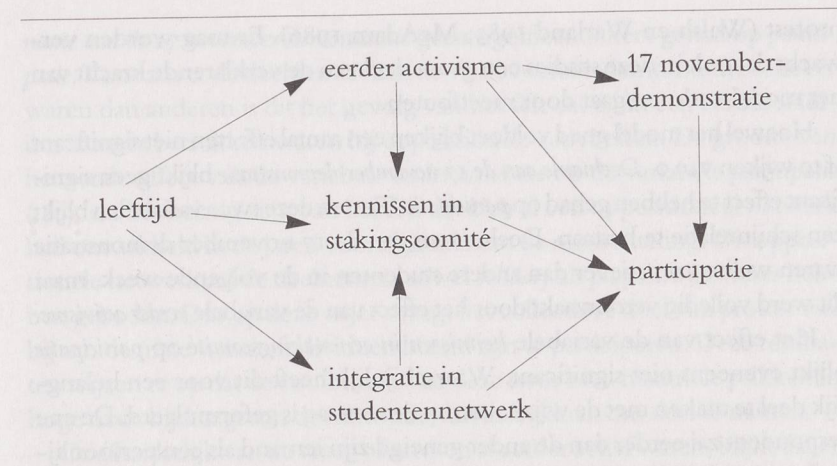 eerder activisme
17 november-
demonstratie
leeftijd
kennissen in
stakingscomité
participatie
integratie in
studentennetwerk